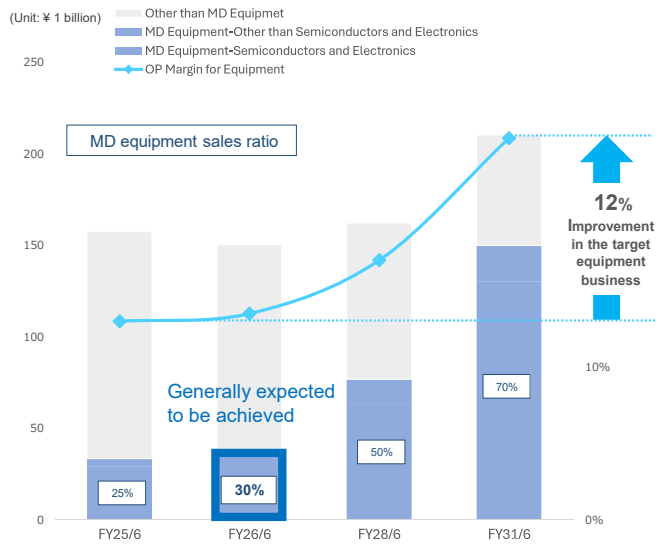 (Unit: ¥ 1 billion)
Other than MD Equipmet
MD Equipment-Other than Semiconductors and Electronics
MD Equipment-Semiconductors and Electronics
OP Margin for Equipment
250
200
150
100
50
0
MD equipment sales ratio
12%
Improvement
in the target
equipment
business
10%
0%
Generally expected
to be achieved
25%
30%
50%
70%
FY25/6
FY26/6
FY28/6
FY31/6